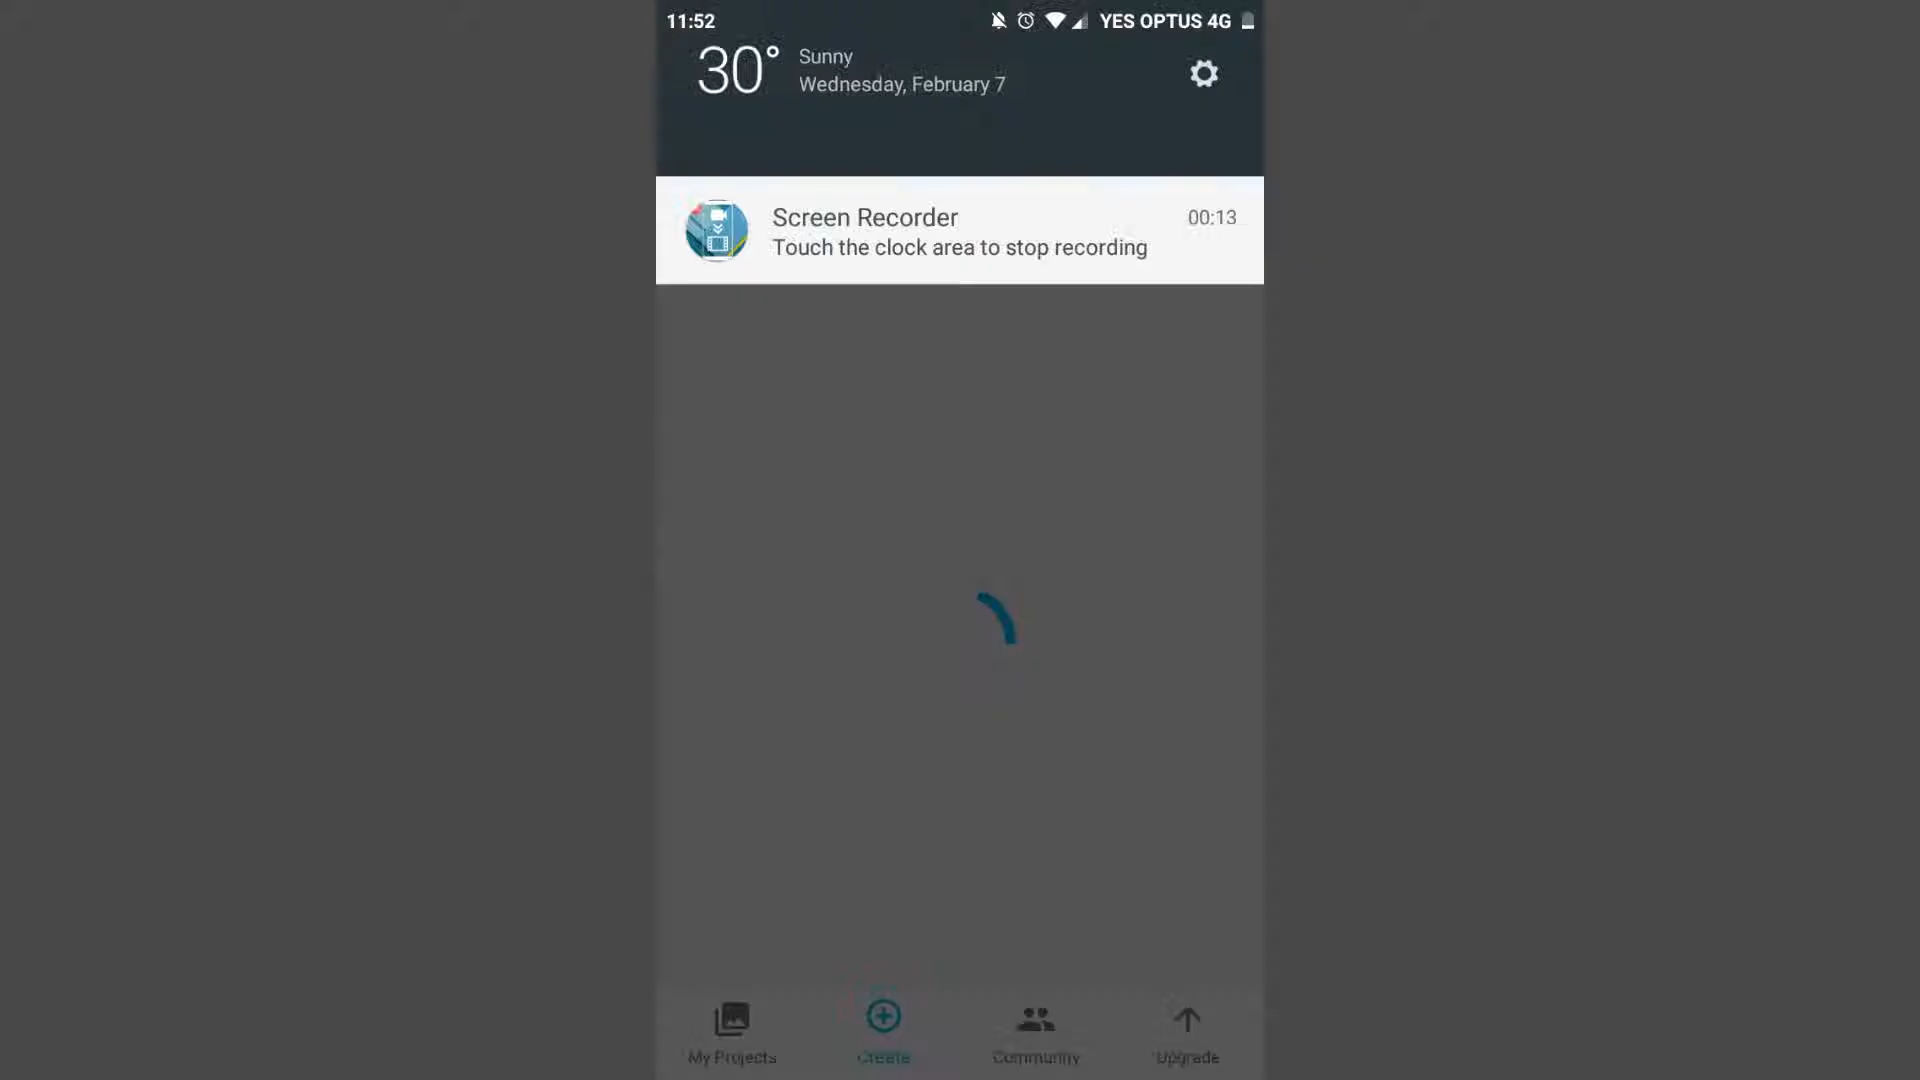 11:52
YES OPTUS 4G
30°
Sunny
Wednesday, February 7
Screen Recorder
00:13
Touch the clock area to stop recording
My Projects
Create
Community
Upgrade